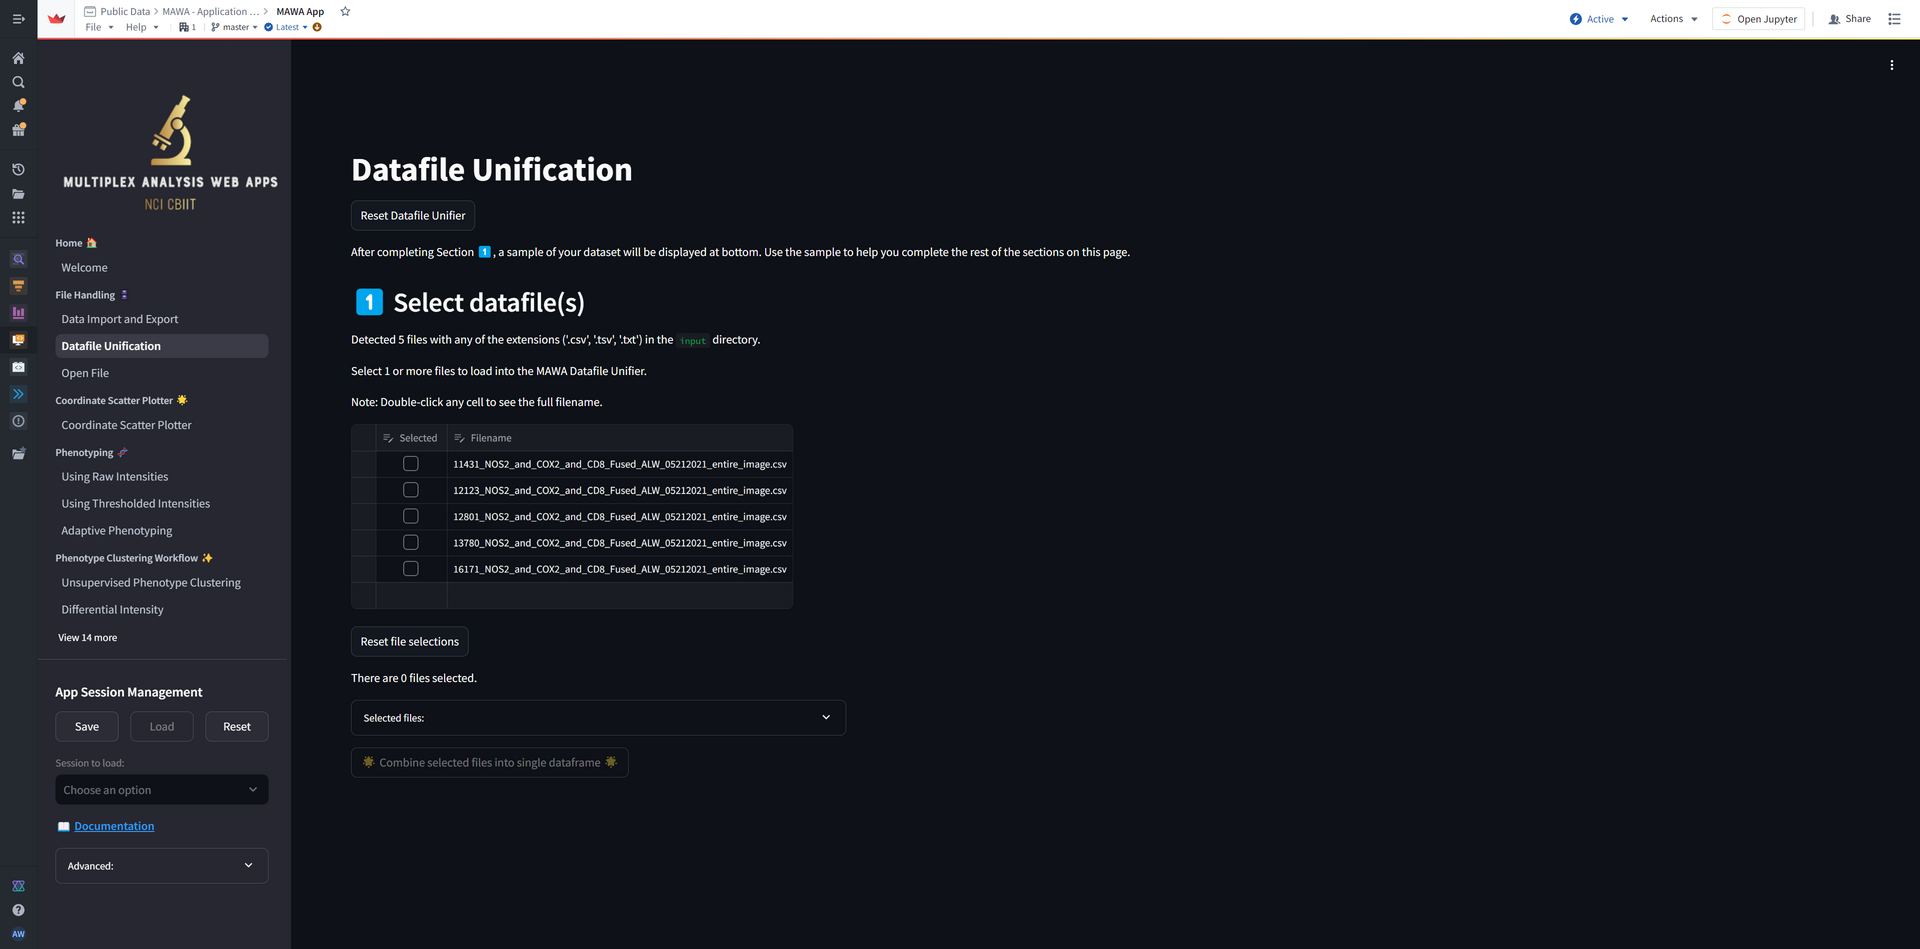 Public Data > MAWA - Application ... > MAWA App
File Help 1 master Latest
Active Actions Open Jupyter Share
MULTIPLEX ANALYSIS WEB APPS
NCI CBIIT
Home
Welcome
File Handling
Data Import and Export
Datafile Unification
Open File
Coordinate Scatter Plotter
Coordinate Scatter Plotter
Phenotyping
Using Raw Intensities
Using Thresholded Intensities
Adaptive Phenotyping
Phenotype Clustering Workflow
Unsupervised Phenotype Clustering
Differential Intensity
View 14 more
App Session Management
Save Load Reset
Session to load:
Choose an option
Documentation
Advanced:
AW
Datafile Unification
Reset Datafile Unifier
After completing Section 1, a sample of your dataset will be displayed at bottom. Use the sample to help you complete the rest of the sections on this page.
1 Select datafile(s)
Detected 5 files with any of the extensions ('.csv', '.tsv', '.txt') in the input directory.
Select 1 or more files to load into the MAWA Datafile Unifier.
Note: Double-click any cell to see the full filename.
Selected Filename
11431_NOS2_and_COX2_and_CD8_Fused_ALW_05212021_entire_image.csv
12123_NOS2_and_COX2_and_CD8_Fused_ALW_05212021_entire_image.csv
12801_NOS2_and_COX2_and_CD8_Fused_ALW_05212021_entire_image.csv
13780_NOS2_and_COX2_and_CD8_Fused_ALW_05212021_entire_image.csv
16171_NOS2_and_COX2_and_CD8_Fused_ALW_05212021_entire_image.csv
Reset file selections
There are 0 files selected.
Selected files:
Combine selected files into single dataframe